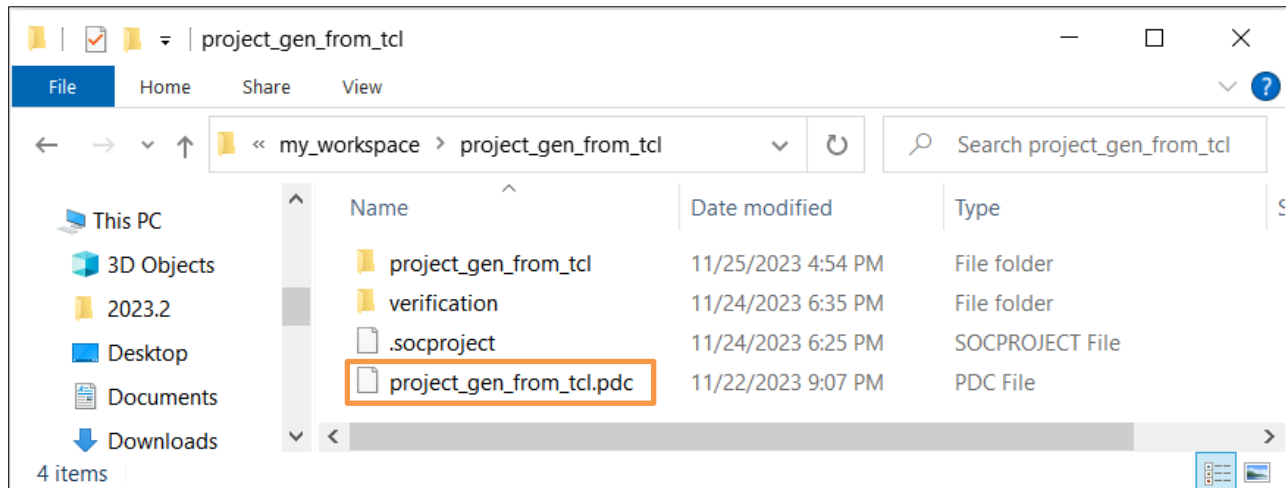 project_gen_from_tcl
File Home Share View
« my_workspace > project_gen_from_tcl Search project_gen_from_tcl
This PC
3D Objects
2023.2
Desktop
Documents
Downloads
Name Date modified Type S
project_gen_from_tcl 11/25/2023 4:54 PM File folder
verification 11/24/2023 6:35 PM File folder
.socproject 11/24/2023 6:25 PM SOCPROJECT File
project_gen_from_tcl.pdc 11/22/2023 9:07 PM PDC File
4 items